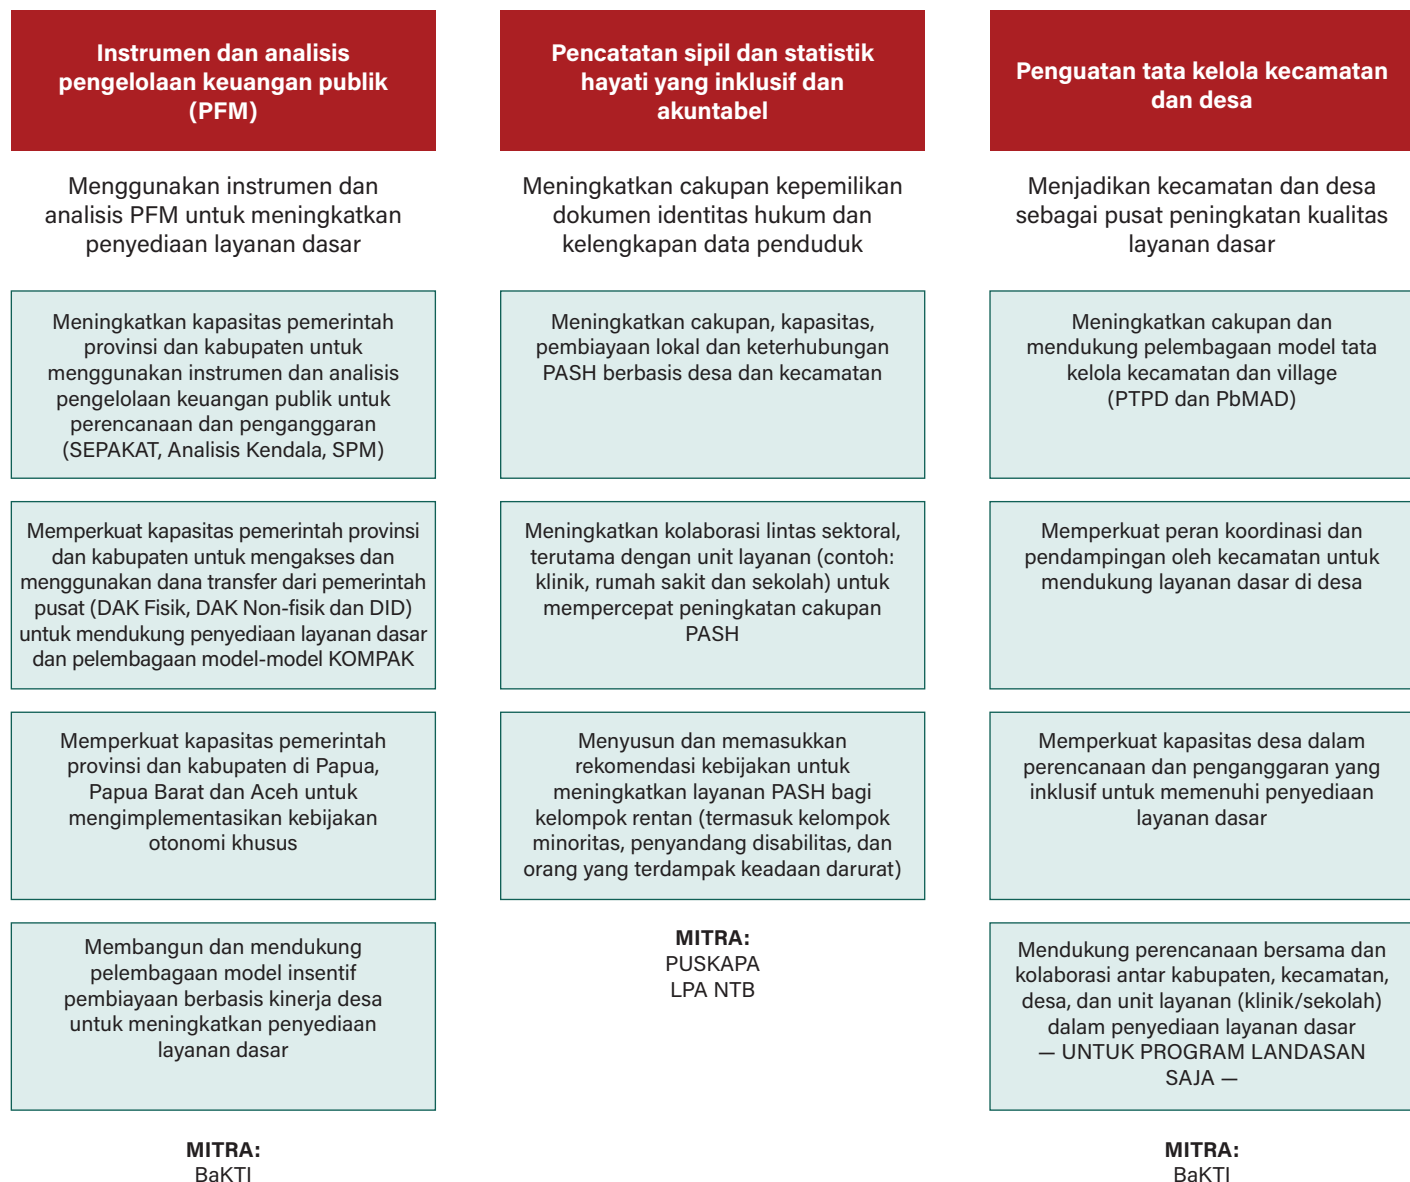 Instrumen dan analisis
pengelolaan keuangan publik
(PFM)
Menggunakan instrumen dan
analisis PFM untuk meningkatkan
penyediaan layanan dasar
Meningkatkan kapasitas pemerintah
provinsi dan kabupaten untuk
menggunakan instrumen dan analisis
pengelolaan keuangan publik untuk
perencanaan dan penganggaran
(SEPAKAT, Analisis Kendala, SPM)
Memperkuat kapasitas pemerintah provinsi
dan kabupaten untuk mengakses dan
menggunakan dana transfer dari pemerintah
pusat (DAK Fisik, DAK Non-fisik dan DID)
untuk mendukung penyediaan layanan dasar
dan pelembagaan model-model KOMPAK
Memperkuat kapasitas pemerintah
provinsi dan kabupaten di Papua,
Papua Barat dan Aceh untuk
mengimplementasikan kebijakan
otonomi khusus
Membangun dan mendukung
pelembagaan model insentif
pembiayaan berbasis kinerja desa
untuk meningkatkan penyediaan
layanan dasar
MITRA:
BaKTI
Pencatatan sipil dan statistik
hayati yang inklusif dan
akuntabel
Meningkatkan cakupan kepemilikan
dokumen identitas hukum dan
kelengkapan data penduduk
Meningkatkan cakupan, kapasitas,
pembiayaan lokal dan keterhubungan
PASH berbasis desa dan kecamatan
Meningkatkan kolaborasi lintas sektoral,
terutama dengan unit layanan (contoh:
klinik, rumah sakit dan sekolah) untuk
mempercepat peningkatan cakupan
PASH
Menyusun dan memasukkan
rekomendasi kebijakan untuk
meningkatkan layanan PASH bagi
kelompok rentan (termasuk kelompok
minoritas, penyandang disabilitas, dan
orang yang terdampak keadaan darurat)
MITRA:
PUSKAPA
LPA NTB
Penguatan tata kelola kecamatan
dan desa
Menjadikan kecamatan dan desa
sebagai pusat peningkatan kualitas
layanan dasar
Meningkatkan cakupan dan
mendukung pelembagaan model tata
kelola kecamatan dan village
(PTPD dan PbMAD)
Memperkuat peran koordinasi dan
pendampingan oleh kecamatan untuk
mendukung layanan dasar di desa
Memperkuat kapasitas desa dalam
perencanaan dan penganggaran yang
inklusif untuk memenuhi penyediaan
layanan dasar
Mendukung perencanaan bersama dan
kolaborasi antar kabupaten, kecamatan,
desa, dan unit layanan (klinik/sekolah)
dalam penyediaan layanan dasar
— UNTUK PROGRAM LANDASAN
SAJA —
MITRA:
BaKTI